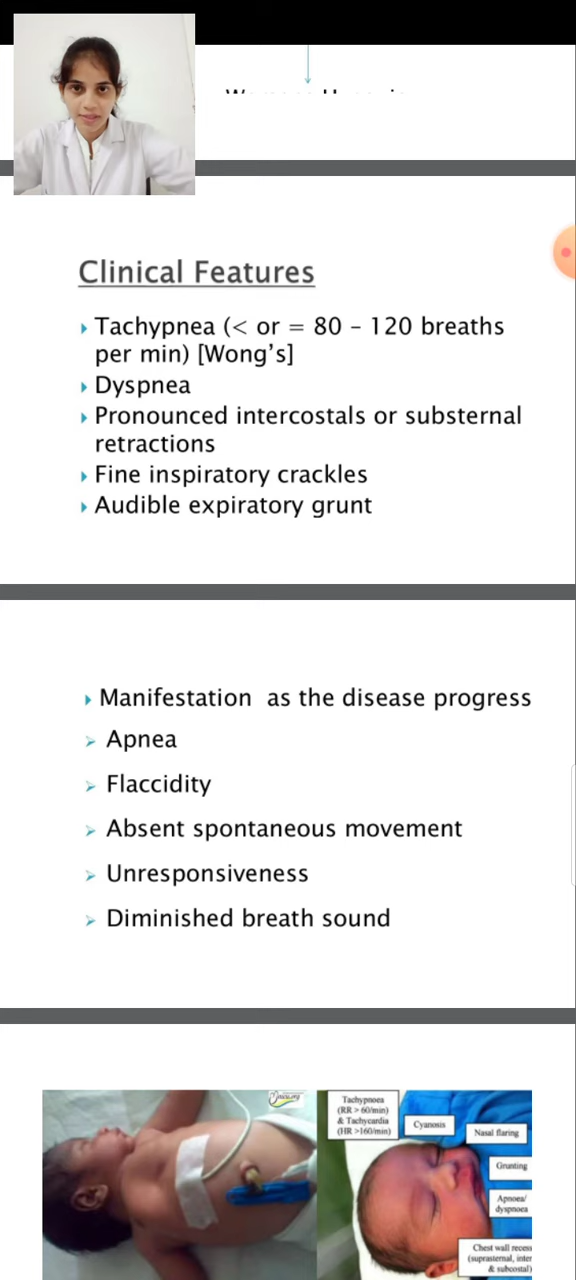 Clinical Features
Tachypnea (< or = 80 – 120 breaths
per min) [Wong's]
Dyspnea
Pronounced intercostals or substernal
retractions
Fine inspiratory crackles
Audible expiratory grunt
Manifestation as the disease progress
Apnea
Flaccidity
Absent spontaneous movement
Unresponsiveness
Diminished breath sound
Tachypnoea
(RR > 60/min)
& Tachycardia
(HR >160/min)
Cyanosis
Nasal flaring
Grunting
Apnoea/
dyspnoea
Chest wall recess
(suprasternal, inter
& subcostal)